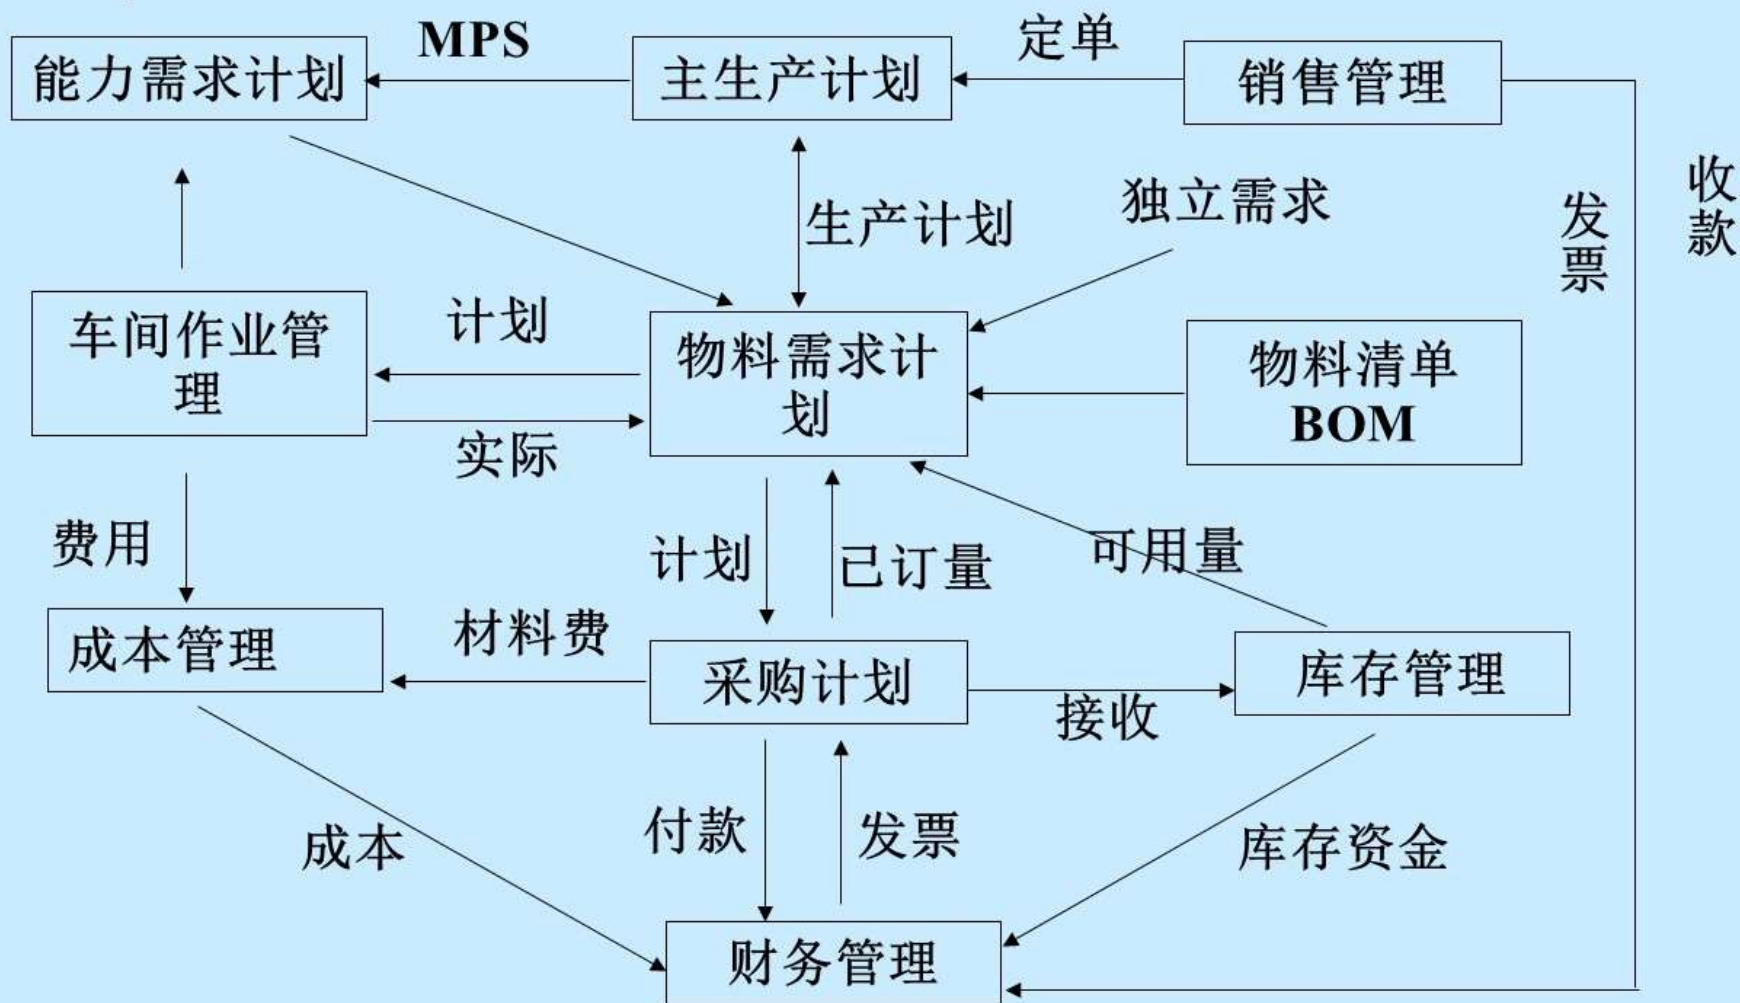 MPS
定单
能力需求计划
主生产计划
销售管理
收款
发票
独立需求
生产计划
计划
车间作业管
理
物料需求计
划
物料清单
BOM
实际
费用
计划
已订量
可用量
材料费
成本管理
采购计划
库存管理
接收
付款
发票
成本
库存资金
财务管理